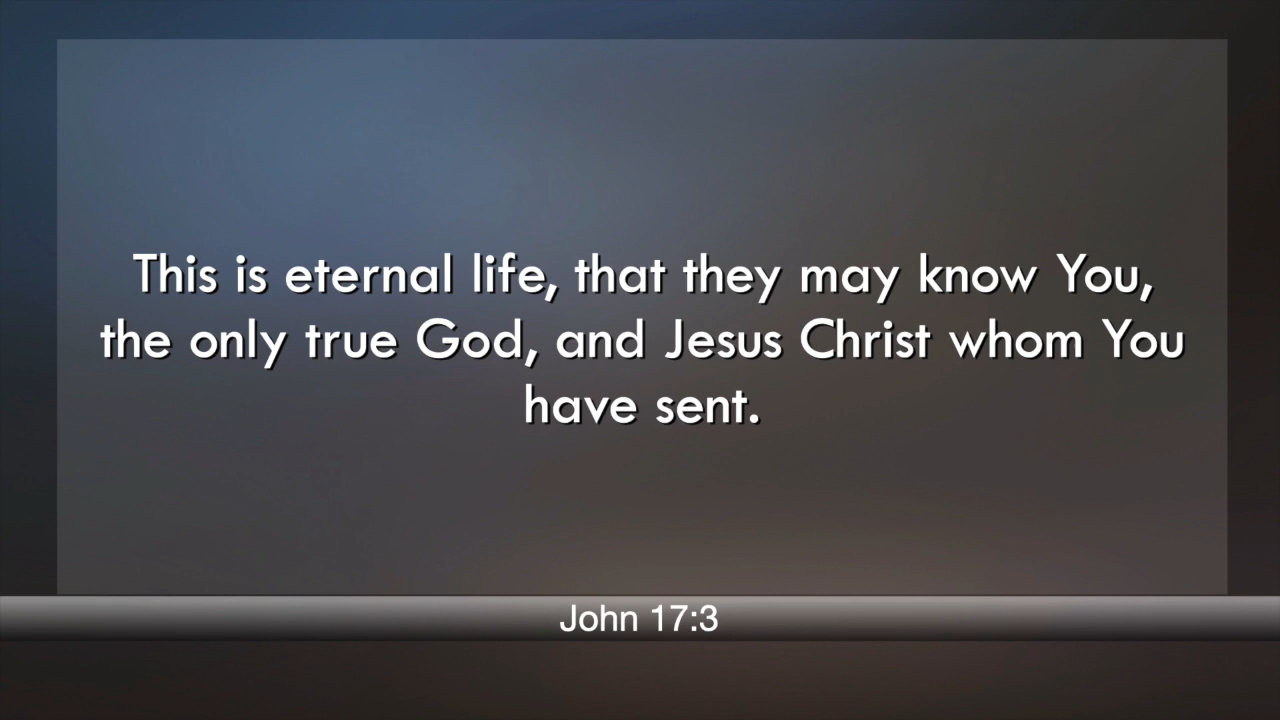 This is eternal life, that they may know You,
the only true God, and Jesus Christ whom You
have sent.
John 17:3